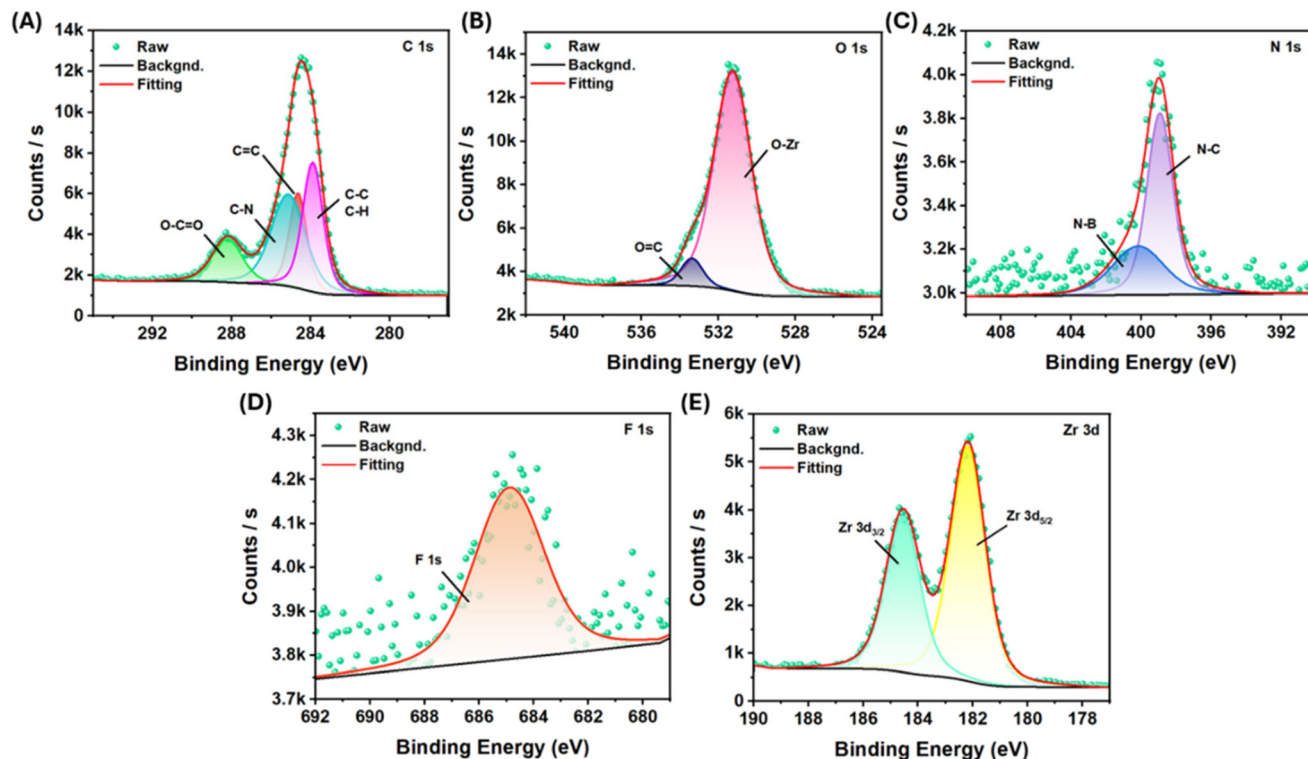 (A)
14k
12k
10k
8k
6k
4k
2k
0
Counts / s
Raw
Backgnd.
Fitting
C 1s
C=C
C-N
O-C=O
C-C
C-H
292
288
284
280
Binding Energy (eV)
(B)
16k
14k
12k
10k
8k
6k
4k
2k
Counts / s
Raw
Backgnd.
Fitting
O 1s
O-Zr
O=C
540
536
532
528
524
Binding Energy (eV)
(C)
4.2k
4.0k
3.8k
3.6k
3.4k
3.2k
3.0k
Counts / s
Raw
Backgnd.
Fitting
N 1s
N-C
N-B
408
404
400
396
392
Binding Energy (eV)
(D)
4.3k
4.2k
4.1k
4.0k
3.9k
3.8k
3.7k
Counts / s
Raw
Backgnd.
Fitting
F 1s
F 1s
692
690
688
686
684
682
680
Binding Energy (eV)
(E)
6k
5k
4k
3k
2k
1k
0
Counts / s
Raw
Backgnd.
Fitting
Zr 3d
Zr 3d3/2
Zr 3d5/2
190
188
186
184
182
180
178
Binding Energy (eV)